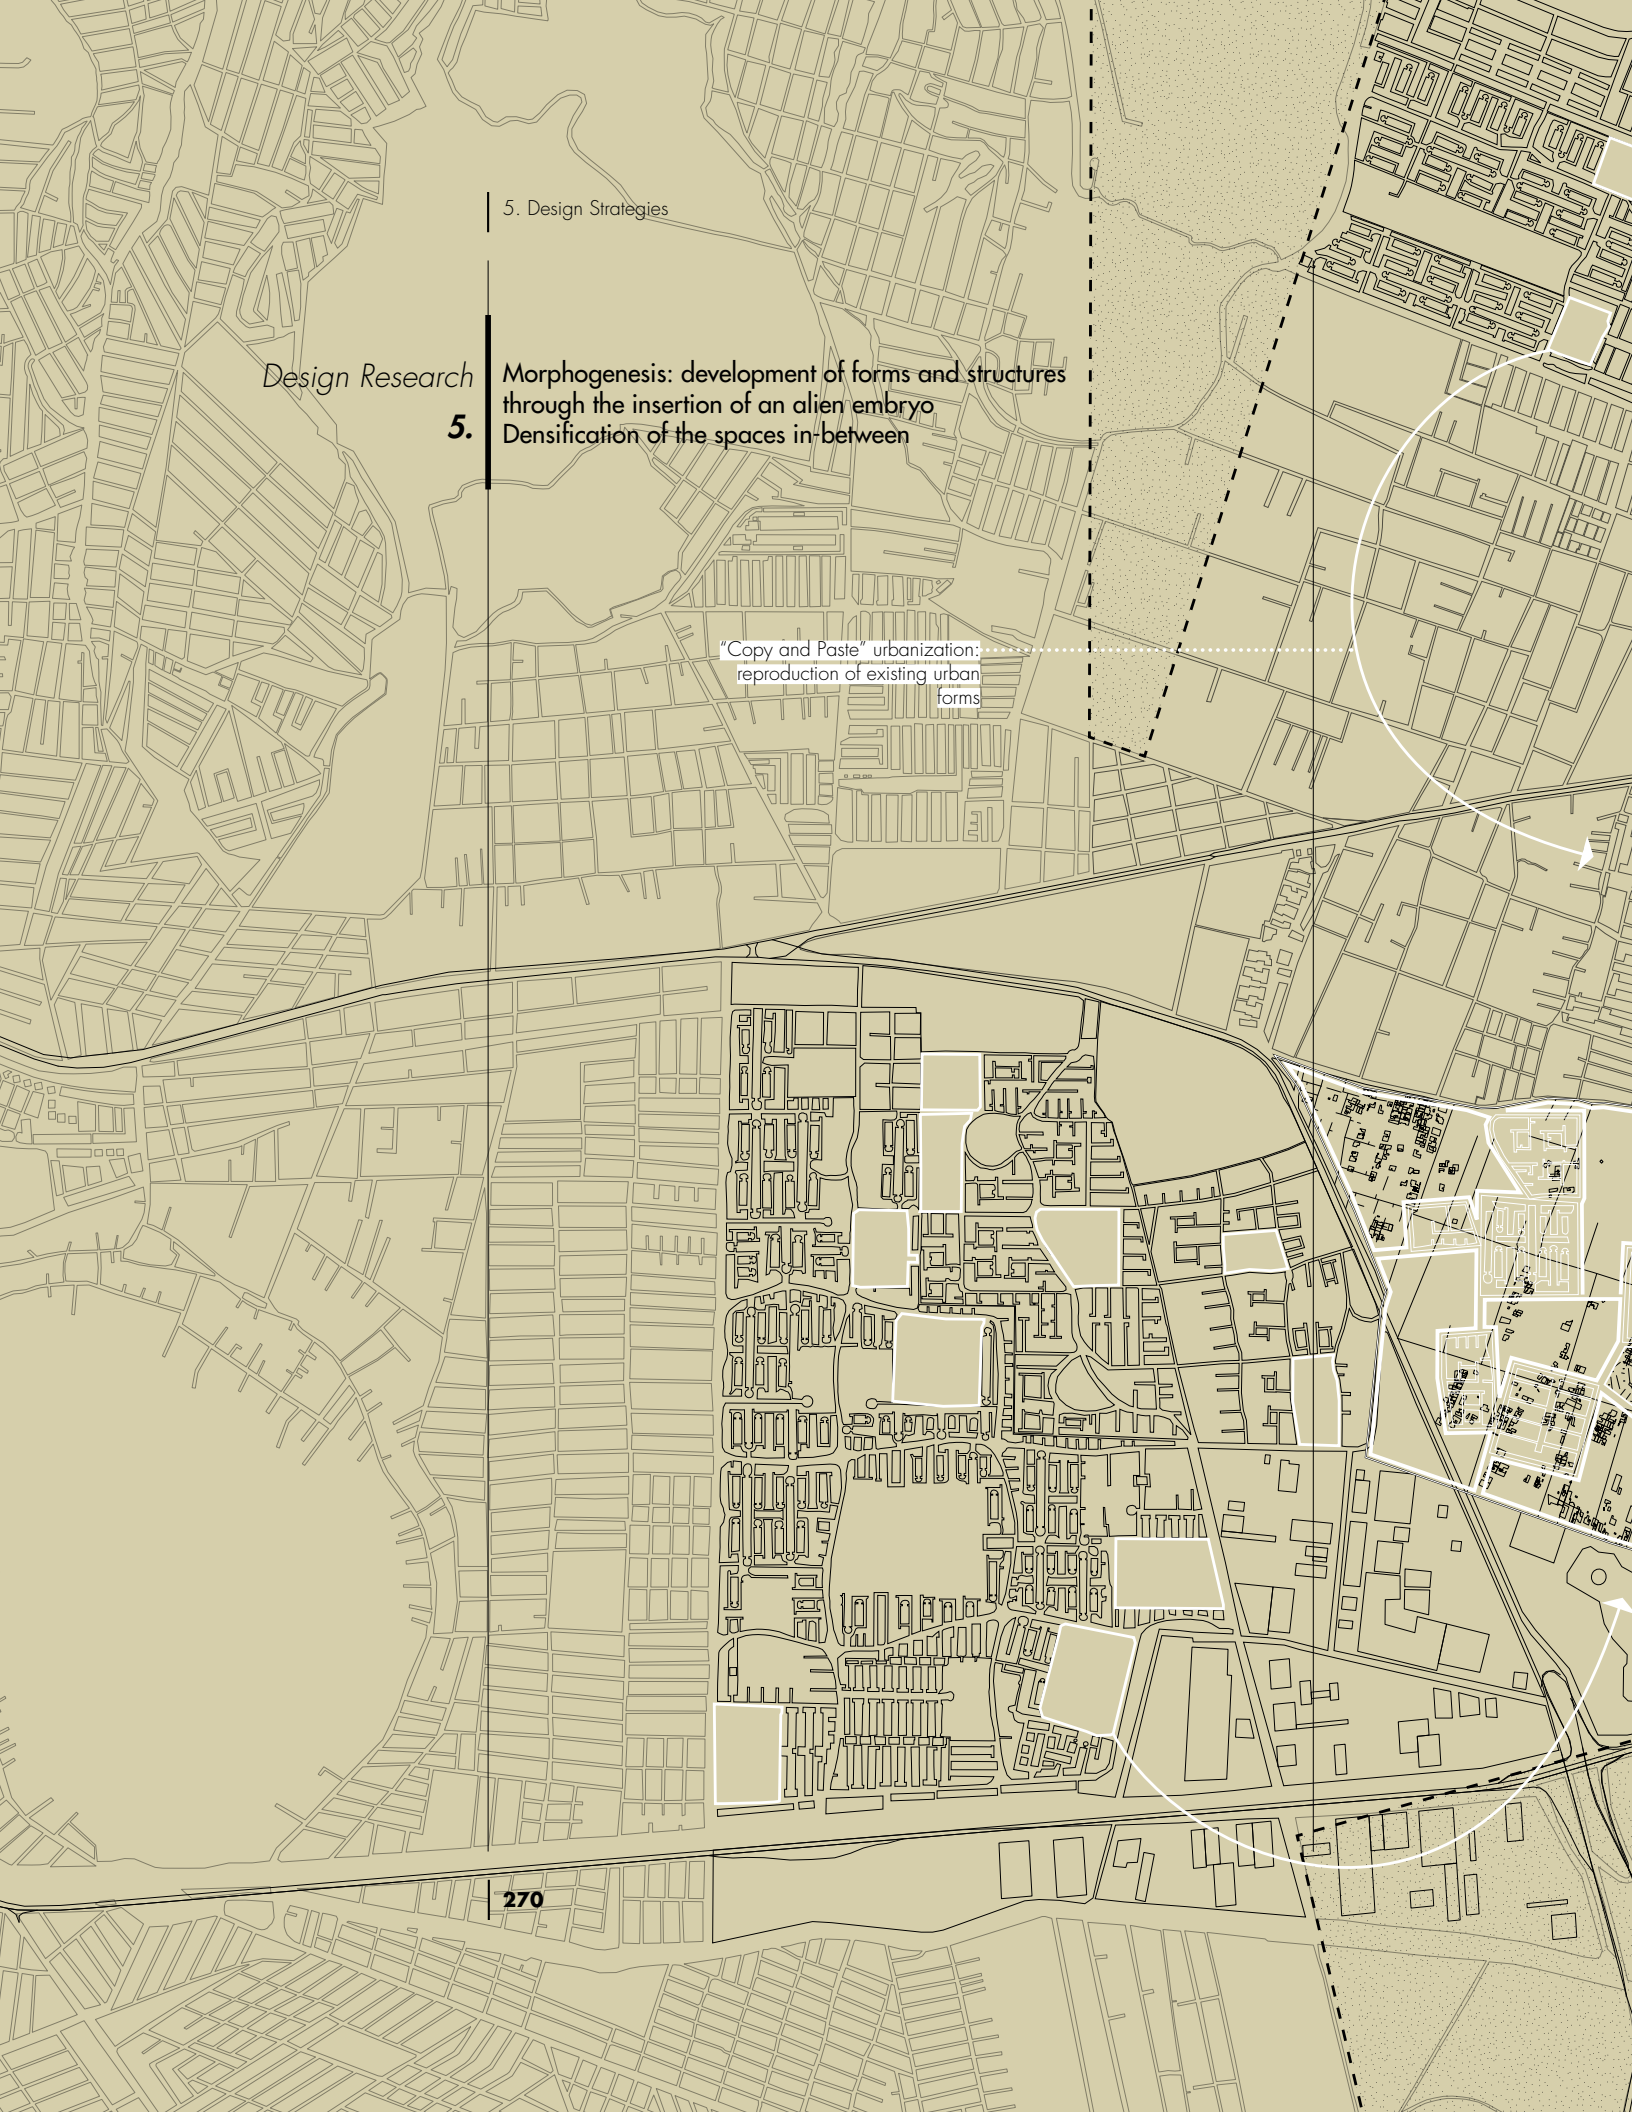 5. Design Strategies
Design Research
5.
Morphogenesis: development of forms and structures
through the insertion of an alien embryo
Densification of the spaces in-between
“Copy and Paste” urbanization:
reproduction of existing urban
forms
270